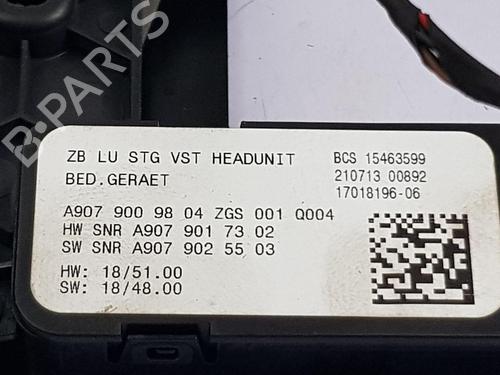 B-PARTS
ZB LU STG VST HEADUNIT
BED.GERAET
A907 900 98 04 ZGS 001 Q004
HW SNR A907 901 73 02
SW SNR A907 902 55 03
HW: 18/51.00
SW: 18/48.00
BCS 15463599
210713 00892
17018196-06